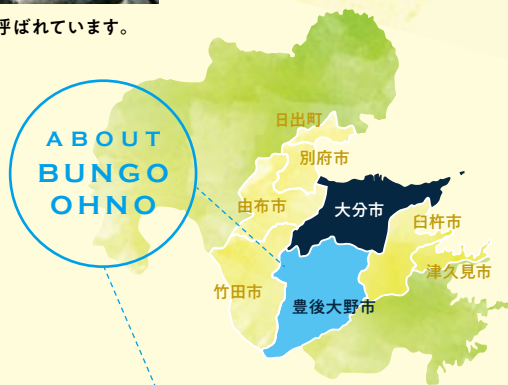 呼ばれています。
ABOUT
BUNGO
OHNO
日出町
別府市
由布市
大分市
臼杵市
津久見市
竹田市
豊後大野市